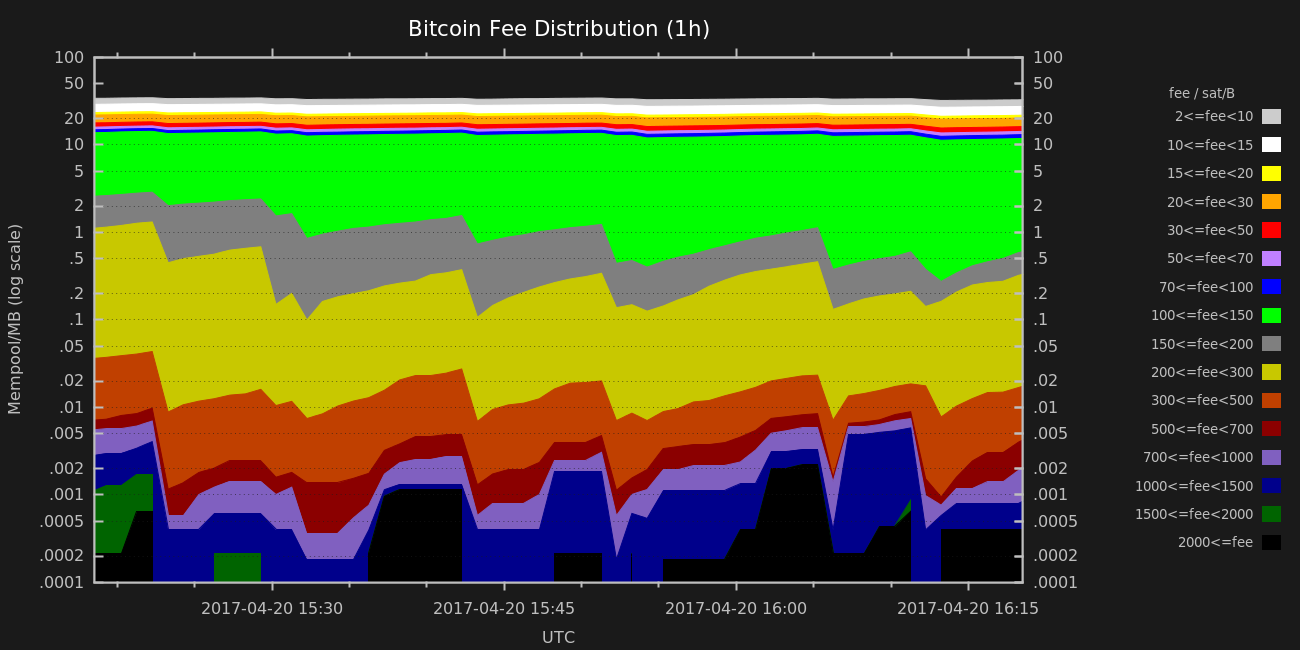 Bitcoin Fee Distribution (1h)
100 100
50 50
20 20
10 10
5 5
2 2
1 1
.5 .5
.2 .2
.1 .1
.05 .05
.02 .02
.01 .01
.005 .005
.002 .002
.001 .001
.0005 .0005
.0002 .0002
.0001 .0001
Mempool/MB (log scale)
2017-04-20 15:30 2017-04-20 15:45 2017-04-20 16:00 2017-04-20 16:15
UTC
fee / sat/B
2<=fee<10
10<=fee<15
15<=fee<20
20<=fee<30
30<=fee<50
50<=fee<70
70<=fee<100
100<=fee<150
150<=fee<200
200<=fee<300
300<=fee<500
500<=fee<700
700<=fee<1000
1000<=fee<1500
1500<=fee<2000
2000<=fee